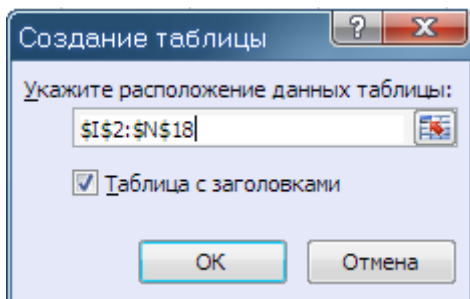 Создание таблицы
Укажите расположение данных таблицы:
$I$2:$N$18
Таблица с заголовками
ОК
Отмена